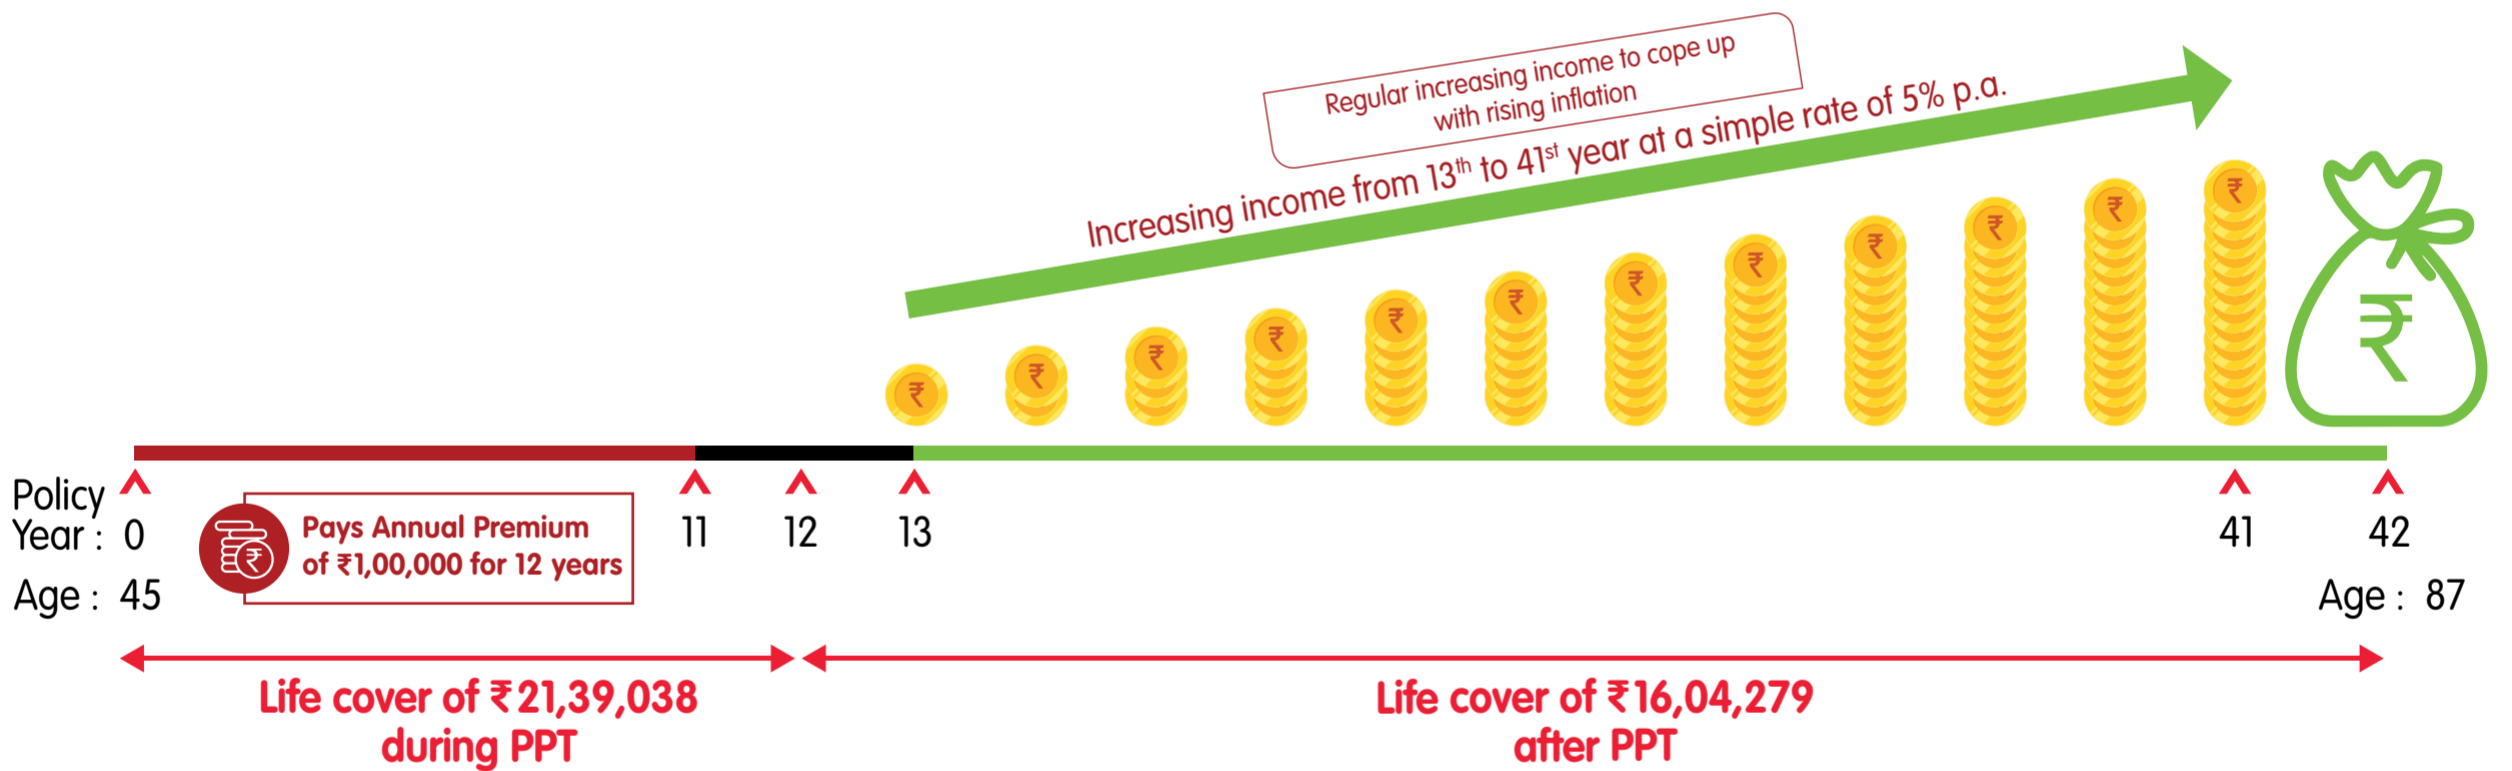 Regular increasing income to cope up
with rising inflation
Increasing income from 13th to 41st year at a simple rate of 5% p.a.
₹ ₹ ₹ ₹ ₹ ₹ ₹ ₹ ₹ ₹ ₹ ₹
₹
Policy
Year : 0 11 12 13 41 42
₹
Pays Annual Premium
of ₹1,00,000 for 12 years
Age : 45 Age : 87
Life cover of ₹21,39,038
during PPT
Life cover of ₹16,04,279
after PPT